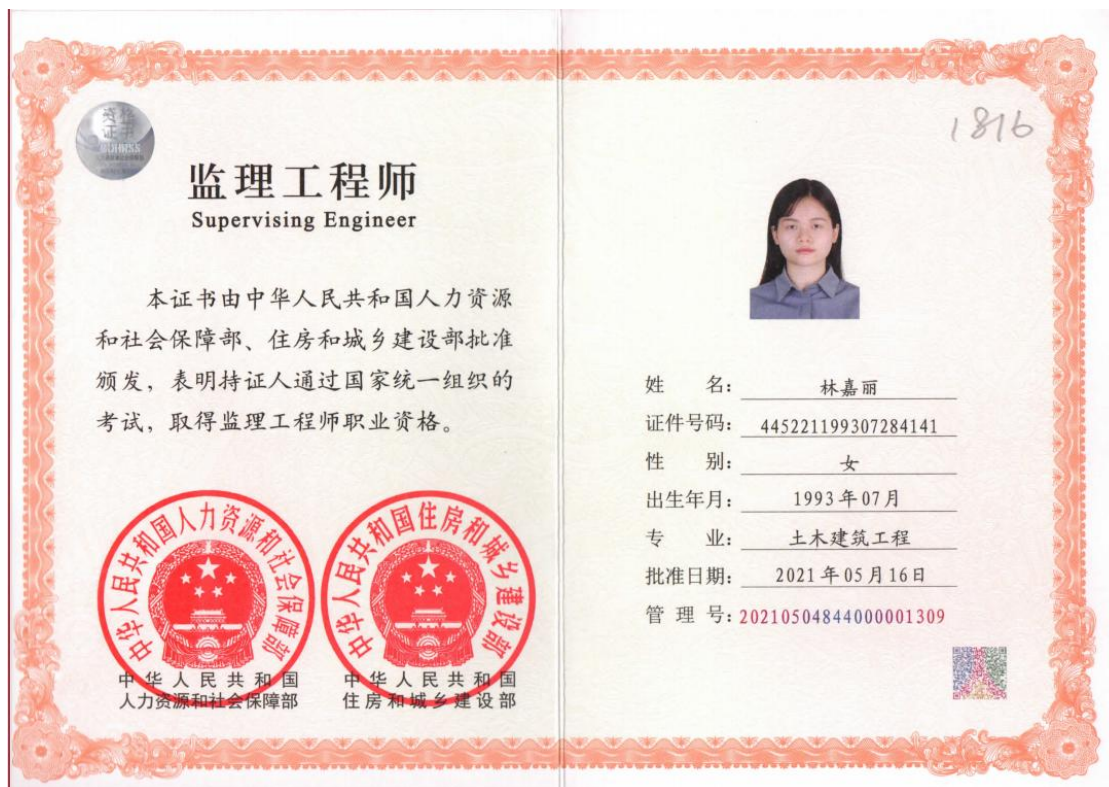 资格
证书
MOHRSS
监理工程师
Supervising Engineer
本证书由中华人民共和国人力资源
和社会保障部、住房和城乡建设部批准
颁发，表明持证人通过国家统一组织的
考试，取得监理工程师职业资格。
中华人民共和国人力资源和社会保障部
中华人民共和国住房和城乡建设部
中华人民共和国
人力资源和社会保障部
中华人民共和国
住房和城乡建设部
1816
姓 名： 林嘉丽
证件号码： 445221199307284141
性 别： 女
出生年月： 1993年07月
专 业： 土木建筑工程
批准日期： 2021年05月16日
管 理 号： 20210504844000001309